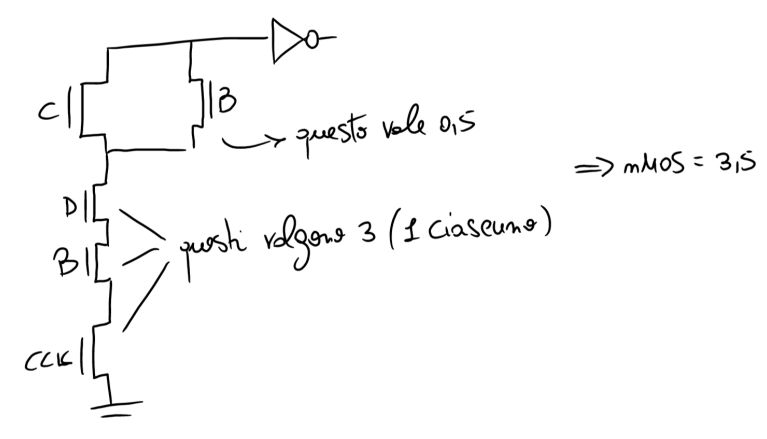 C
B
questo vale 0,5
=> nMOS = 3,5
D
B
questi valgono 3 (1 ciascuno)
CLK